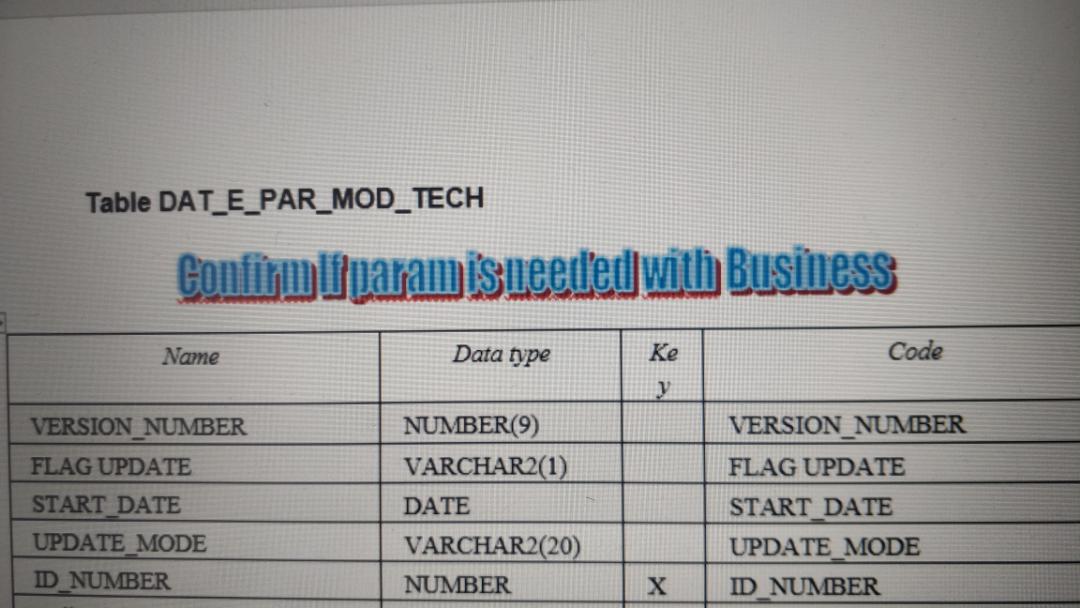 Table DAT_E_PAR_MOD_TECH
Confirm If param is needed with Business
Name Data type Key Code
VERSION_NUMBER NUMBER(9) VERSION_NUMBER
FLAG UPDATE VARCHAR2(1) FLAG UPDATE
START_DATE DATE START_DATE
UPDATE_MODE VARCHAR2(20) UPDATE_MODE
ID_NUMBER NUMBER X ID_NUMBER